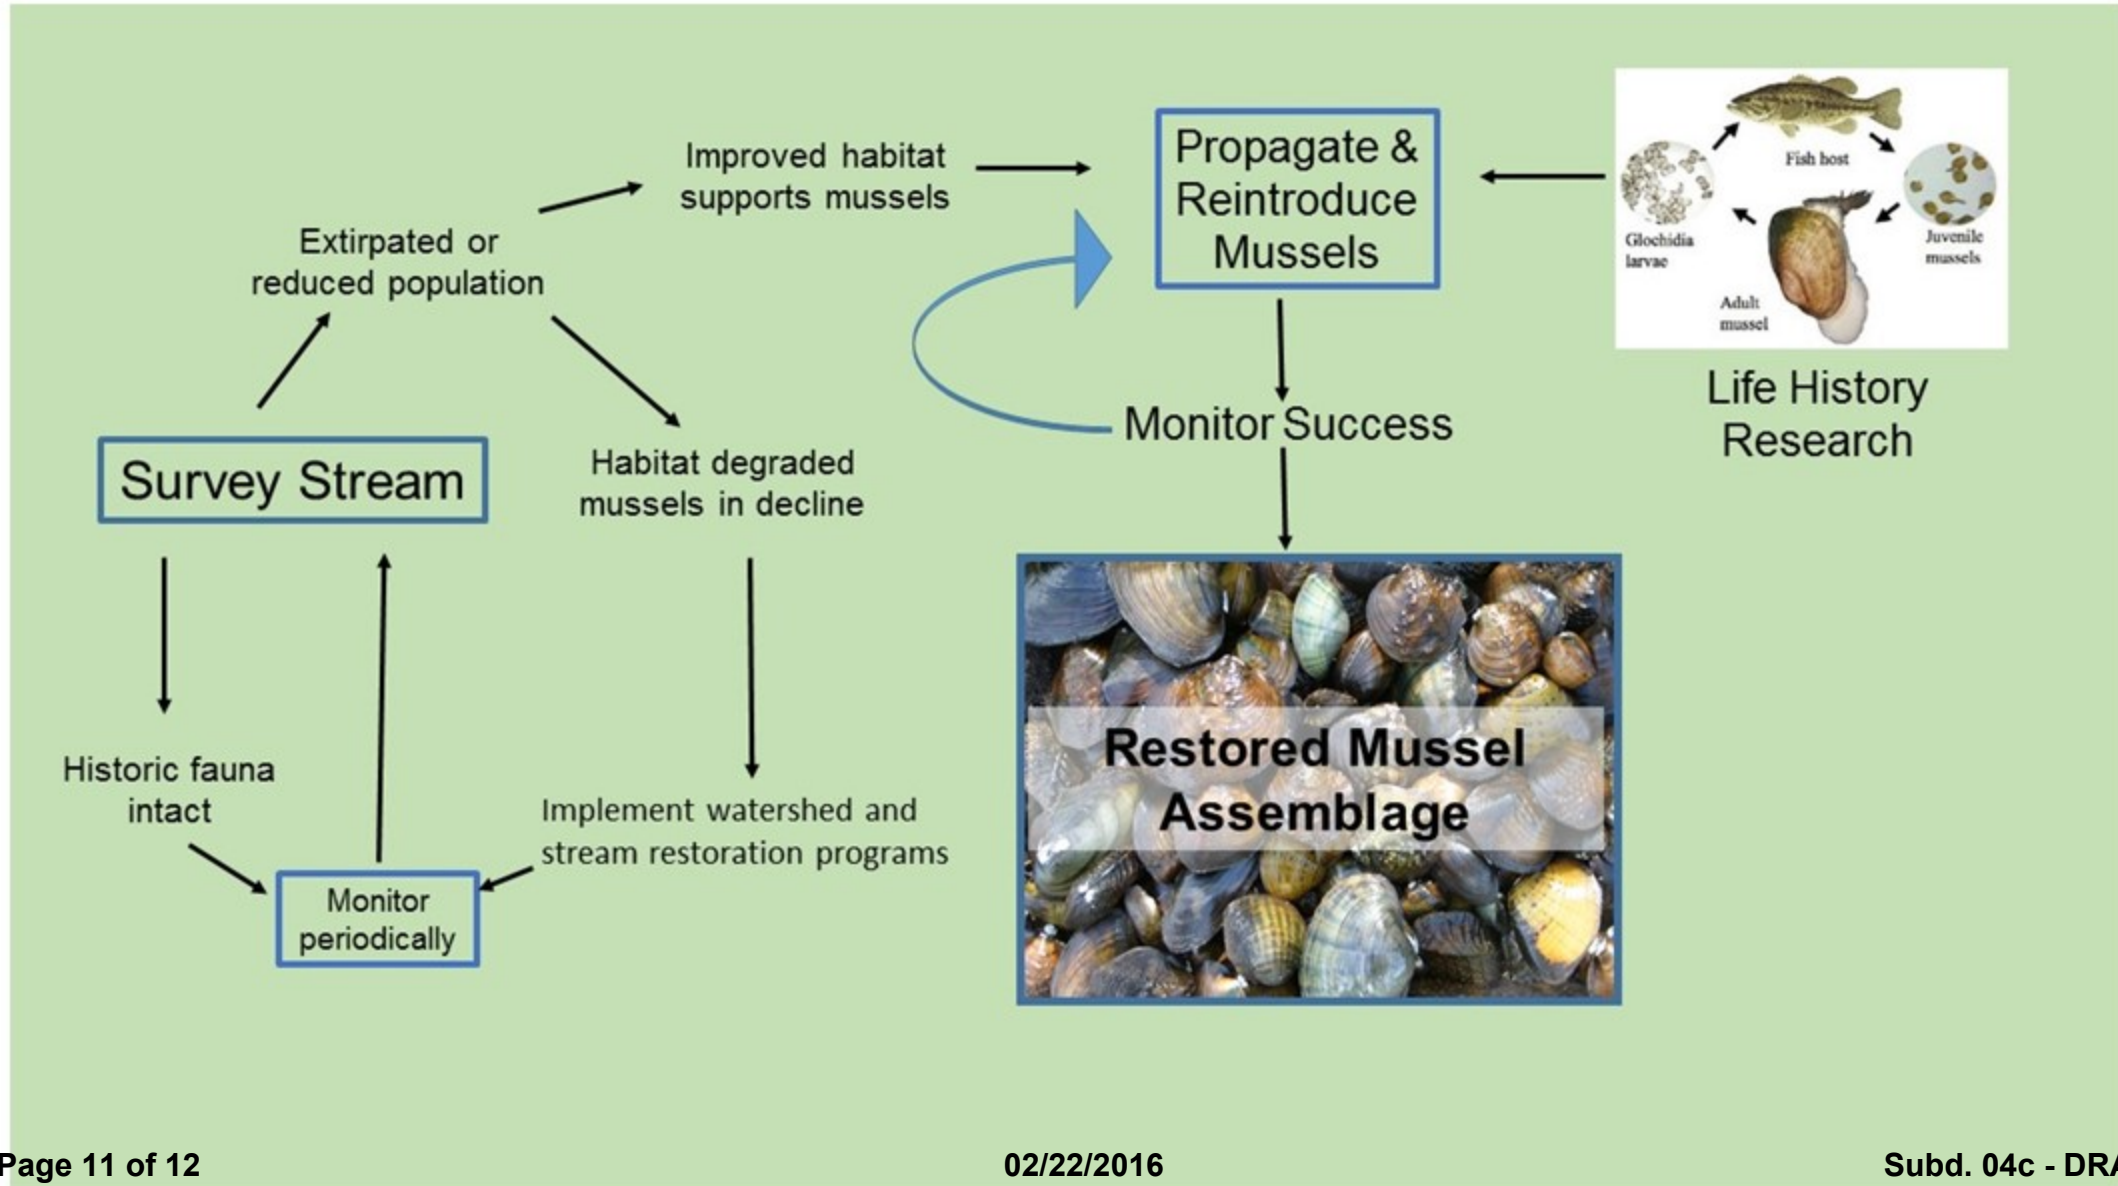 Improved habitat
supports mussels
Propagate &
Reintroduce
Mussels
Fish host
Glochidia
larvae
Juvenile
mussels
Adult
mussel
Life History
Research
Extirpated or
reduced population
Survey Stream
Habitat degraded
mussels in decline
Monitor Success
Historic fauna
intact
Implement watershed and
stream restoration programs
Monitor
periodically
Restored Mussel
Assemblage
Page 11 of 12
02/22/2016
Subd. 04c - DRA